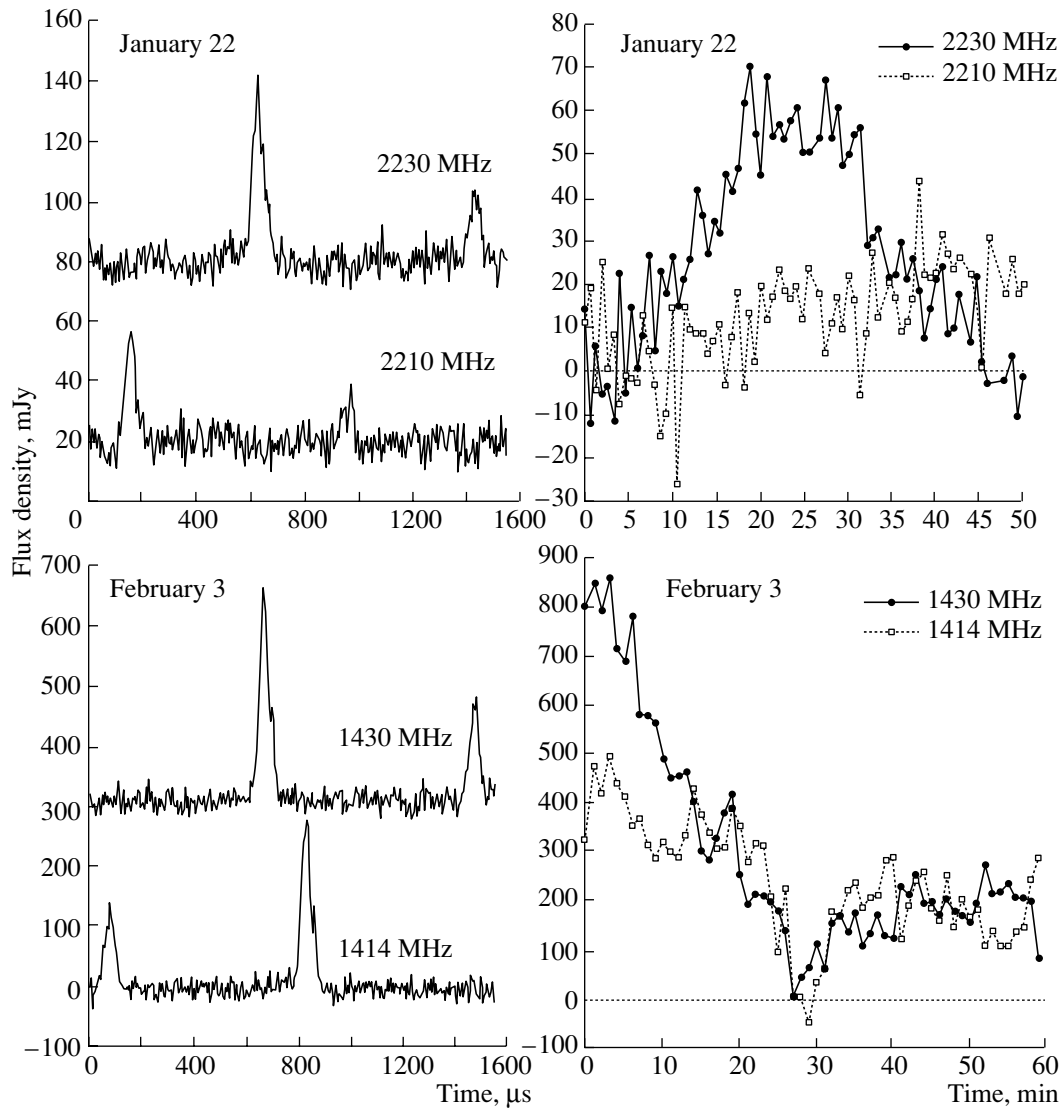 Flux density, mJy
January 22
160
140
120
100
80
60
40
20
2230 MHz
2210 MHz
0 400 800 1200 1600
January 22
2230 MHz
2210 MHz
80
70
60
50
40
30
20
10
0
−10
−20
−30
0 5 10 15 20 25 30 35 40 45 50
February 3
700
600
500
400
300
200
100
0
−100
1430 MHz
1414 MHz
0 400 800 1200 1600
Time, μs
February 3
1430 MHz
1414 MHz
900
800
700
600
500
400
300
200
100
0
−100
0 10 20 30 40 50 60
Time, min